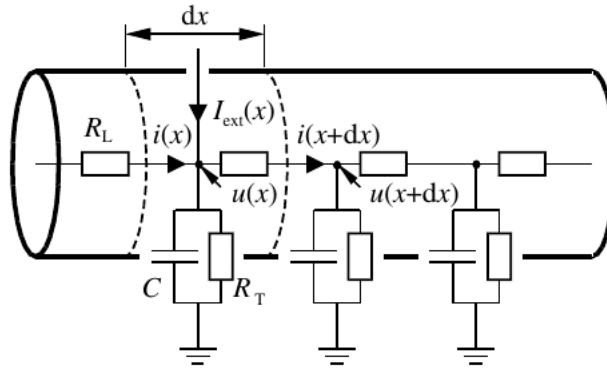 dx
I_ext(x)
R_L
i(x)
i(x+dx)
u(x)
u(x+dx)
C
R_T